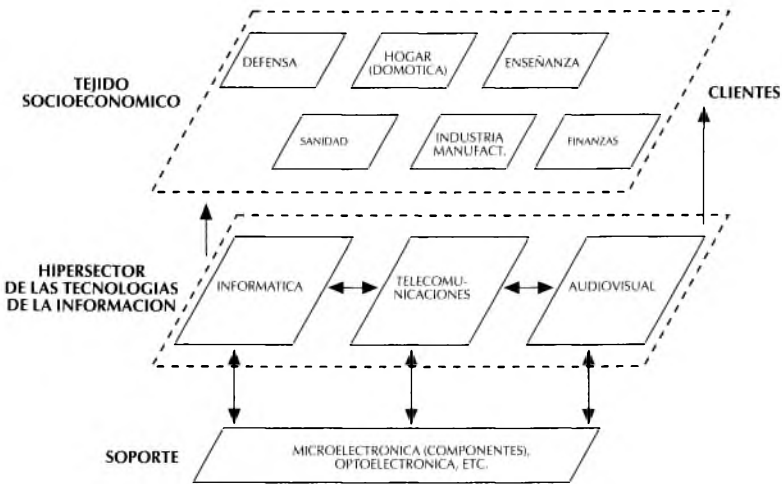 TEJIDO
SOCIOECONOMICO
DEFENSA
HOGAR
(DOMOTICA)
ENSEÑANZA
CLIENTES
SANIDAD
INDUSTRIA
MANUFACT.
FINANZAS
HIPERSECTOR
DE LAS TECNOLOGIAS
DE LA INFORMACION
INFORMATICA
TELECOMU-
NICACIONES
AUDIOVISUAL
SOPORTE
MICROELECTRONICA (COMPONENTES),
OPTOELECTRONICA, ETC.